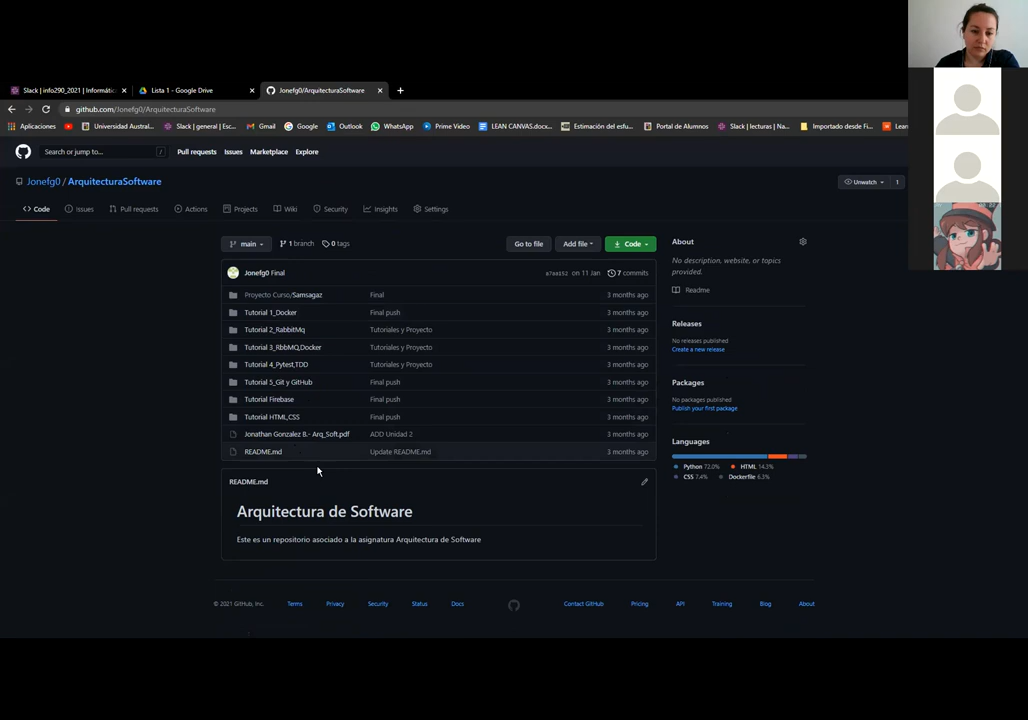 Slack | info290_2021 | Informátic
Lista 1 - Google Drive
Jonefg0/ArquitecturaSoftware
github.com/Jonefg0/ArquitecturaSoftware
Aplicaciones
Universidad Austral...
Slack | general | Esc...
Gmail
Google
Outlook
WhatsApp
Prime Video
LEAN CANVAS.docx...
Estimación del esfu...
Portal de Alumnos
Slack | lecturas | Na...
Importado desde Fi...
Lean
Search or jump to...
/
Pull requests
Issues
Marketplace
Explore
Jonefg0 / ArquitecturaSoftware
Unwatch
1
Code
Issues
Pull requests
Actions
Projects
Wiki
Security
Insights
Settings
main
1 branch
0 tags
Go to file
Add file
Code
About
No description, website, or topics
provided.
Readme
Jonefg0 Final
on 11 Jan
7 commits
Proyecto Curso/Samsagaz
Final
3 months ago
Tutorial 1_Docker
Final push
3 months ago
Tutorial 2_RabbitMq
Tutoriales y Proyecto
3 months ago
Tutorial 3_RbbMQ,Docker
Tutoriales y Proyecto
3 months ago
Tutorial 4_Pytest,TDD
Tutoriales y Proyecto
3 months ago
Tutorial 5_Git y GitHub
Final push
3 months ago
Tutorial Firebase
Final push
3 months ago
Tutorial HTML,CSS
Final push
3 months ago
Jonathan Gonzalez B.- Arq_Soft.pdf
ADD Unidad 2
3 months ago
README.md
Update README.md
3 months ago
Releases
No releases published
Create a new release
Packages
No packages published
Publish your first package
Languages
Python 72.0%
HTML 14.3%
CSS 7.4%
Dockerfile 6.3%
README.md
Arquitectura de Software
Este es un repositorio asociado a la asignatura Arquitectura de Software
© 2021 GitHub, Inc.
Terms
Privacy
Security
Status
Docs
Contact GitHub
Pricing
API
Training
Blog
About